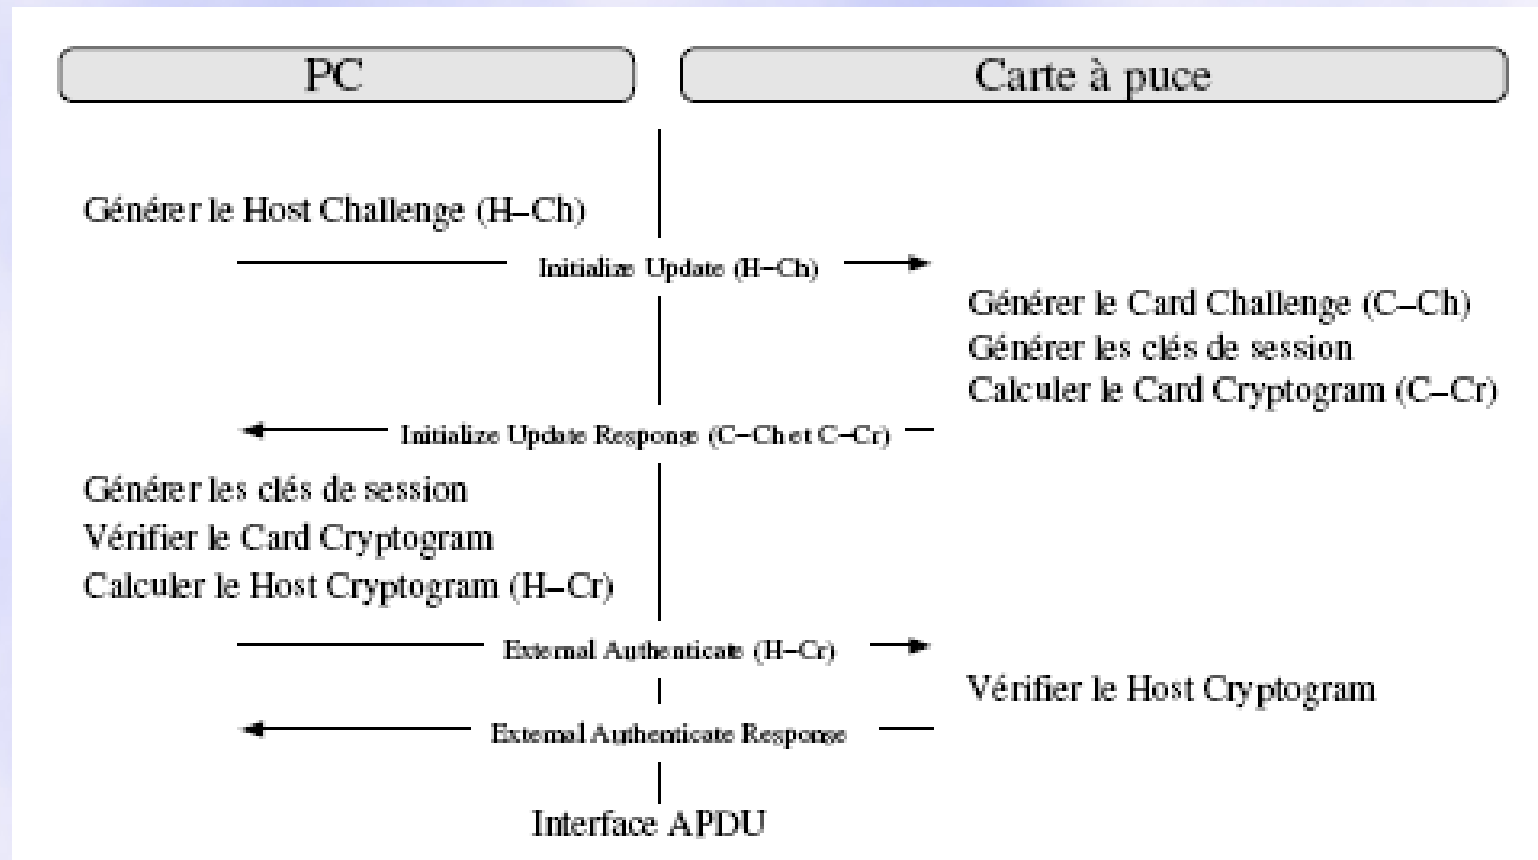 PC
Carte à puce
Générer le Host Challenge (H–Ch)
Initialize Update (H–Ch)
Générer le Card Challenge (C–Ch)
Générer les clés de session
Calculer le Card Cryptogram (C–Cr)
Initialize Update Response (C–Ch et C–Cr)
Générer les clés de session
Vérifier le Card Cryptogram
Calculer le Host Cryptogram (H–Cr)
External Authenticate (H–Cr)
Vérifier le Host Cryptogram
External Authenticate Response
Interface APDU